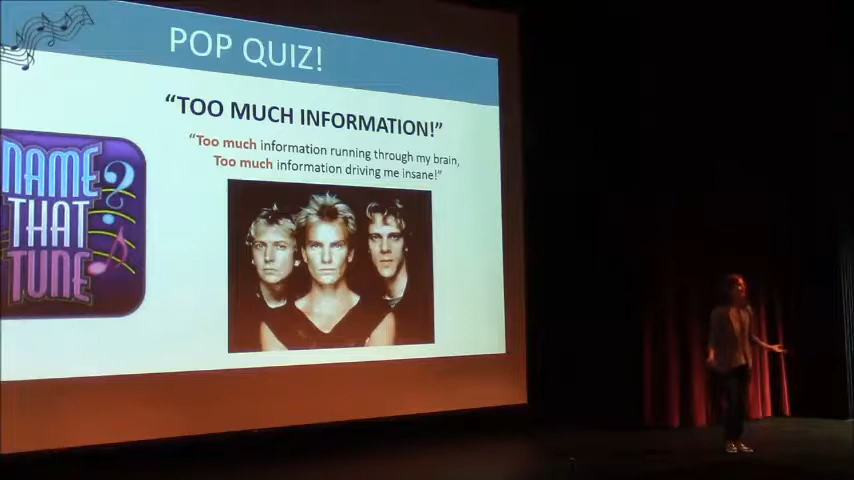 POP QUIZ!
“TOO MUCH INFORMATION!”
“Too much information running through my brain,
Too much information driving me insane!”
NAME
THAT
TUNE